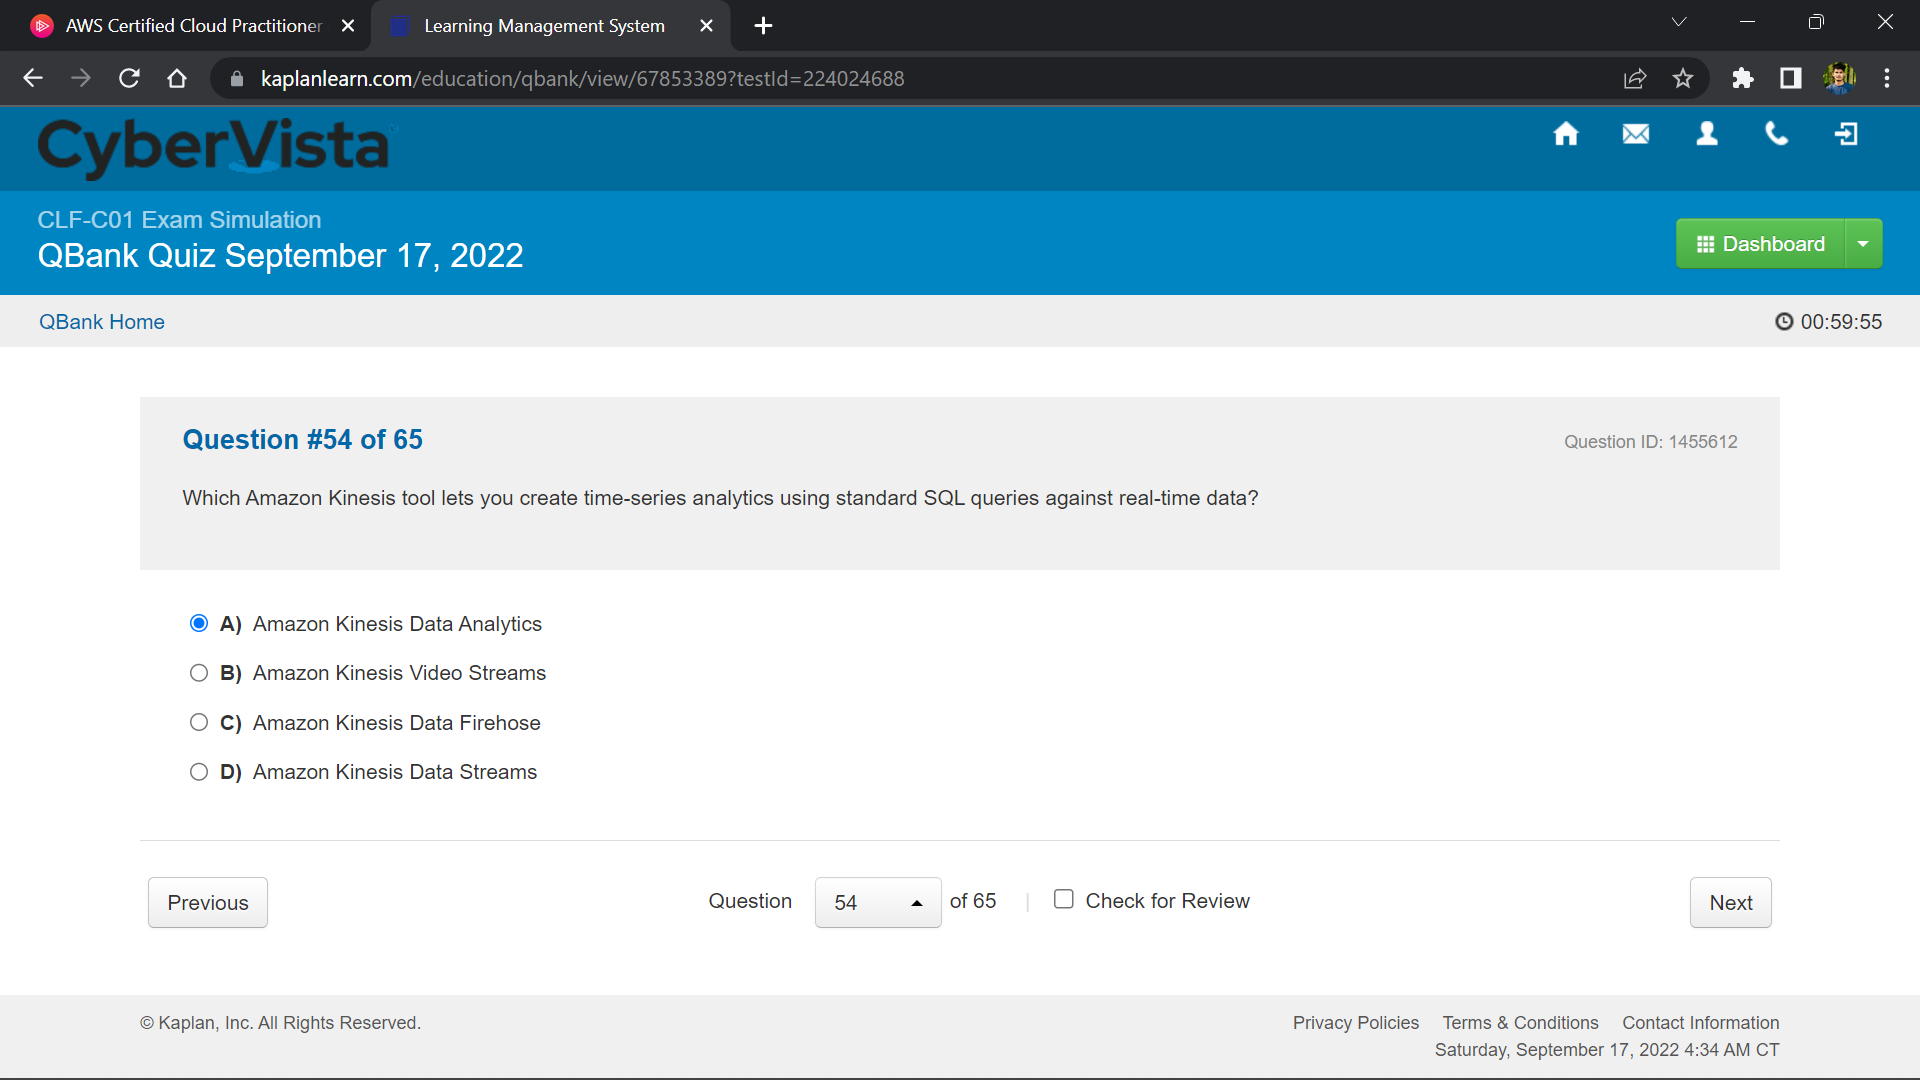 AWS Certified Cloud Practitioner
Learning Management System
kaplanlearn.com/education/qbank/view/67853389?testId=224024688
CyberVista
CLF-C01 Exam Simulation
QBank Quiz September 17, 2022
Dashboard
QBank Home
00:59:55
Question #54 of 65
Question ID: 1455612
Which Amazon Kinesis tool lets you create time-series analytics using standard SQL queries against real-time data?
A) Amazon Kinesis Data Analytics
B) Amazon Kinesis Video Streams
C) Amazon Kinesis Data Firehose
D) Amazon Kinesis Data Streams
Previous
Question 54 of 65 | Check for Review
Next
© Kaplan, Inc. All Rights Reserved.
Privacy Policies Terms & Conditions Contact Information
Saturday, September 17, 2022 4:34 AM CT